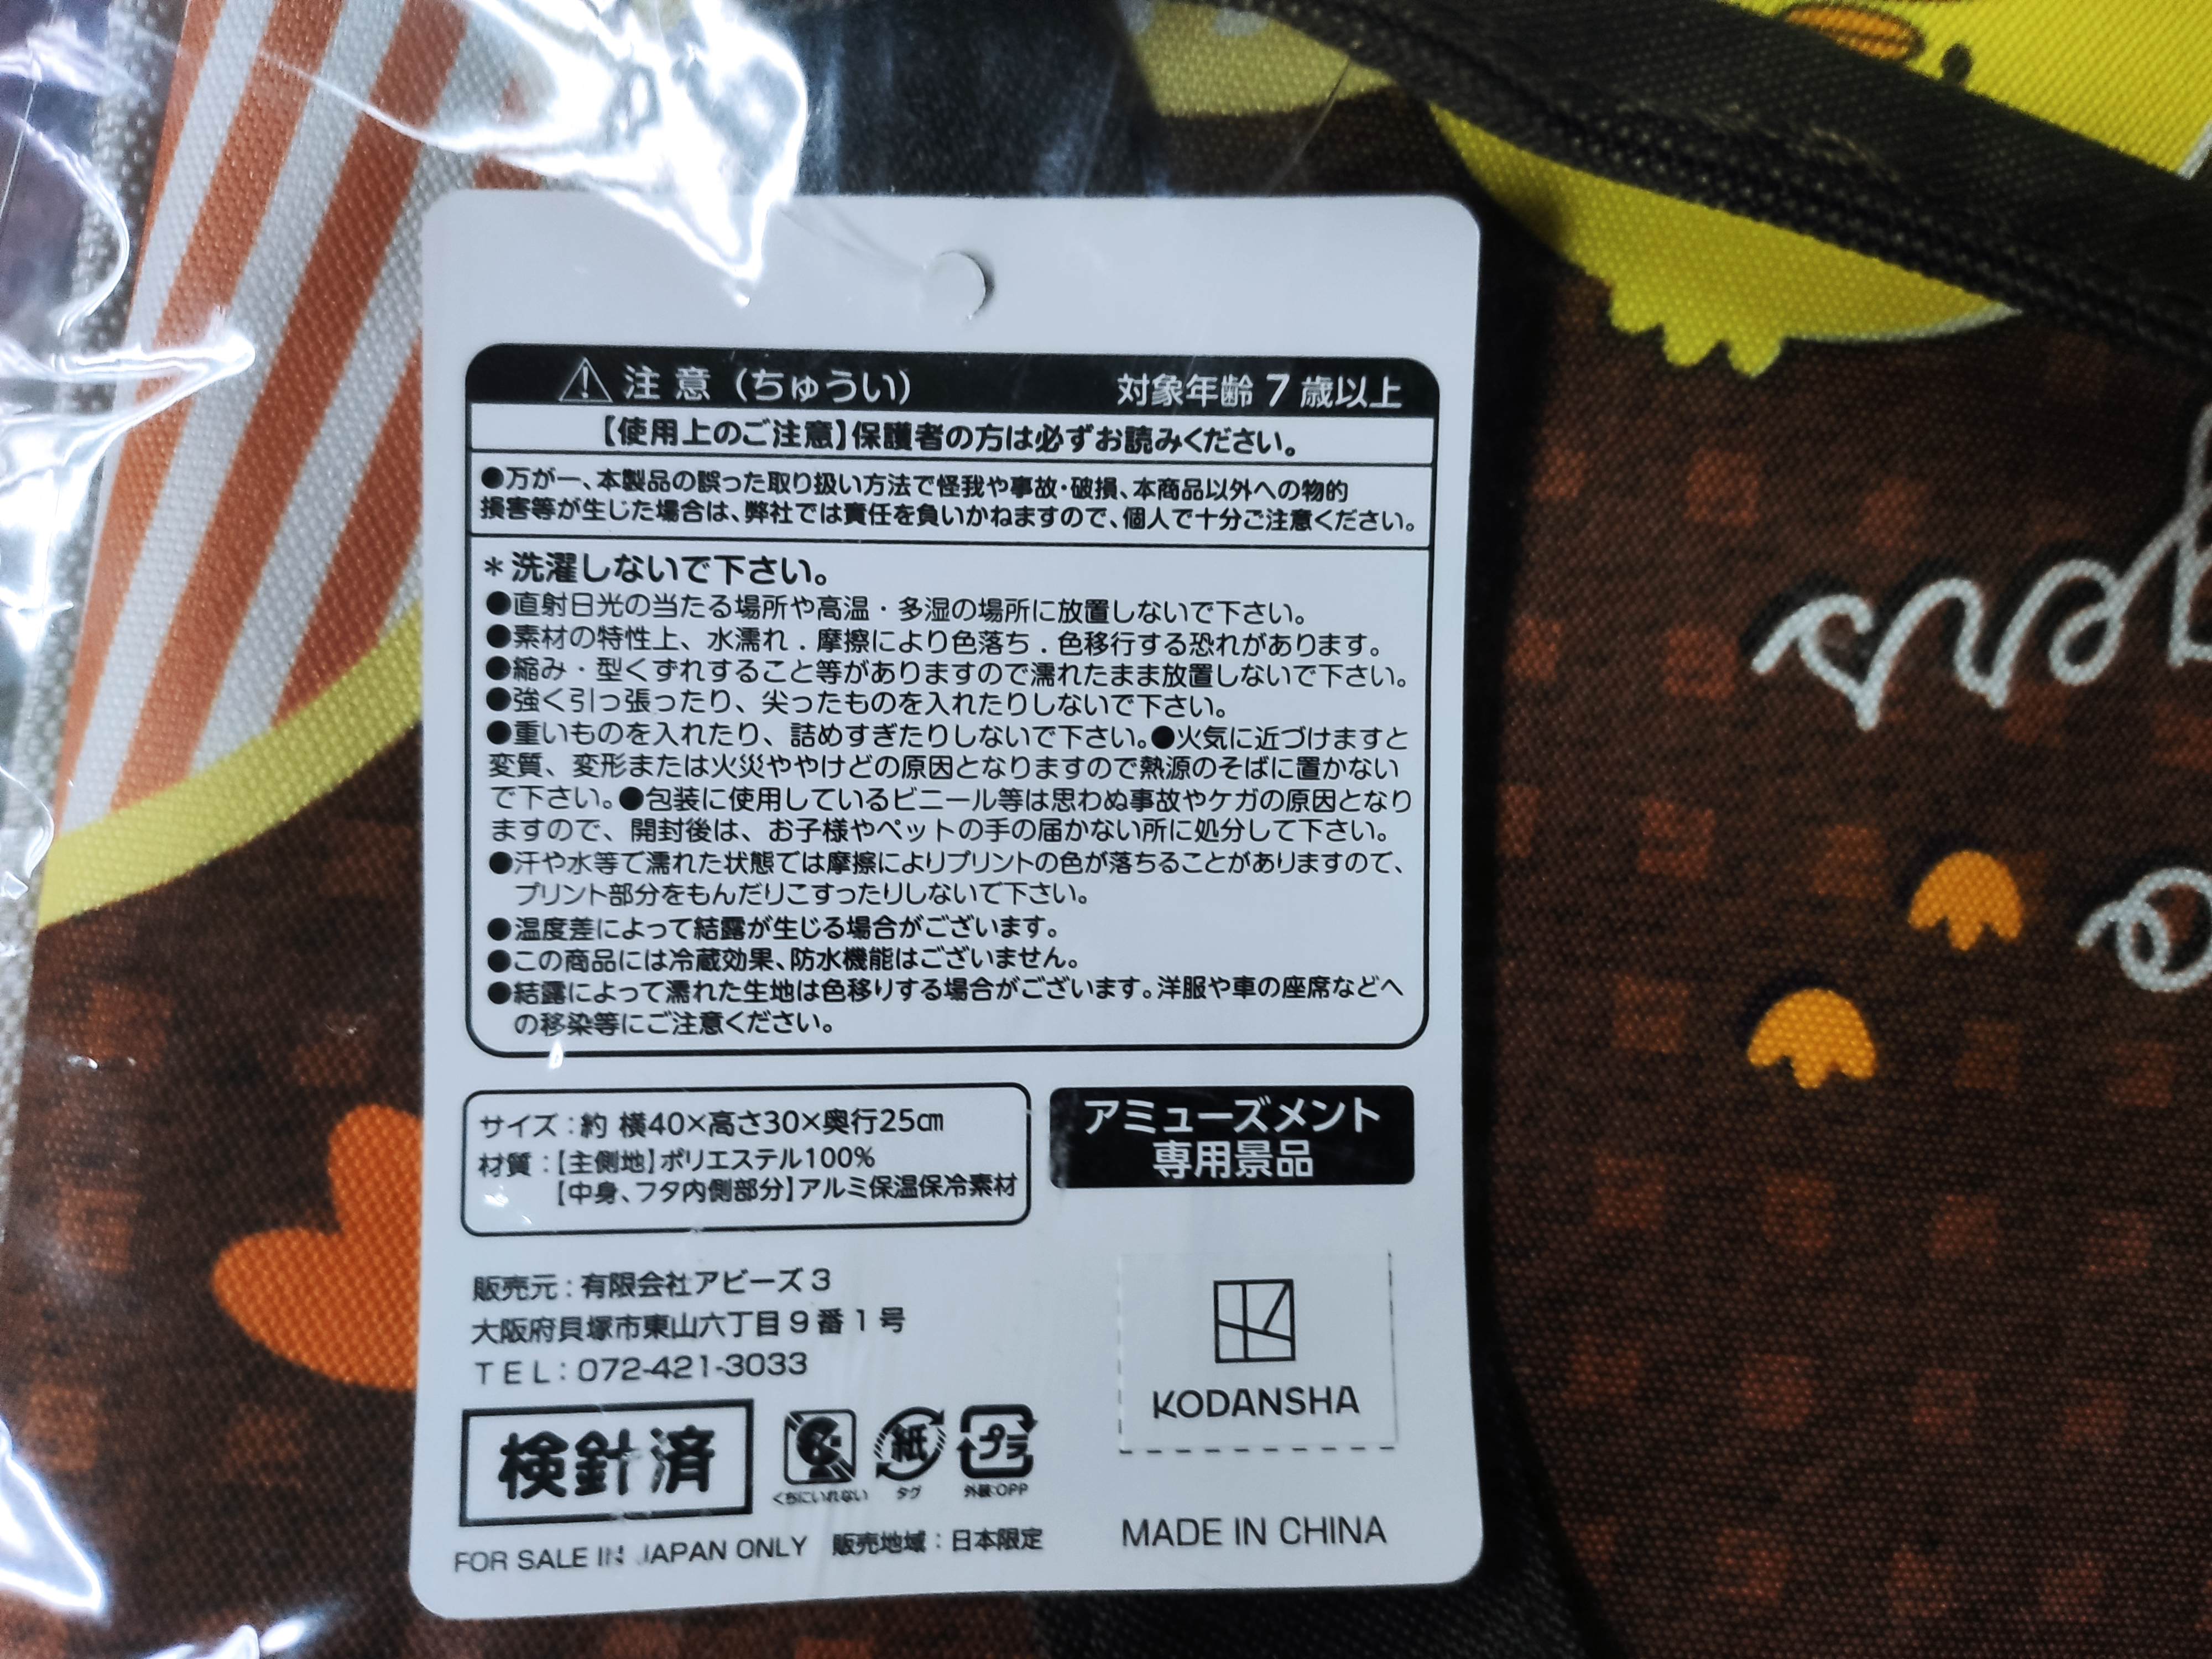 注意（ちゅうい） 対象年齢 7 歳以上
【使用上のご注意】保護者の方は必ずお読みください。
●万が一、本製品の誤った取り扱い方法で怪我や事故・破損、本商品以外への物的
損害等が生じた場合は、弊社では責任を負いかねますので、個人で十分ご注意ください。
＊洗濯しないで下さい。
●直射日光の当たる場所や高温・多湿の場所に放置しないで下さい。
●素材の特性上、水濡れ．摩擦により色落ち．色移行する恐れがあります。
●縮み・型くずれすること等がありますので濡れたまま放置しないで下さい。
●強く引っ張ったり、尖ったものを入れたりしないで下さい。
●重いものを入れたり、詰めすぎたりしないで下さい。●火気に近づけますと
変質、変形または火災ややけどの原因となりますので熱源のそばに置かない
で下さい。●包装に使用しているビニール等は思わぬ事故やケガの原因となり
ますので、開封後は、お子様やペットの手の届かない所に処分して下さい。
●汗や水等で濡れた状態では摩擦によりプリントの色が落ちることがありますので、
プリント部分をもんだりこすったりしないで下さい。
●温度差によって結露が生じる場合がございます。
●この商品には冷蔵効果、防水機能はございません。
●結露によって濡れた生地は色移りする場合がございます。洋服や車の座席などへ
の移染等にご注意ください。
サイズ：約 横40×高さ30×奥行25㎝
材質：【主側地】ポリエステル100%
【中身、フタ内側部分】アルミ保温保冷素材
アミューズメント
専用景品
販売元：有限会社アビーズ3
大阪府貝塚市東山六丁目9番1号
TEL：072-421-3033
KODANSHA
検針済
紙 プラ
くちにいれない タグ 外装:OPP
FOR SALE IN JAPAN ONLY 販売地域：日本限定
MADE IN CHINA